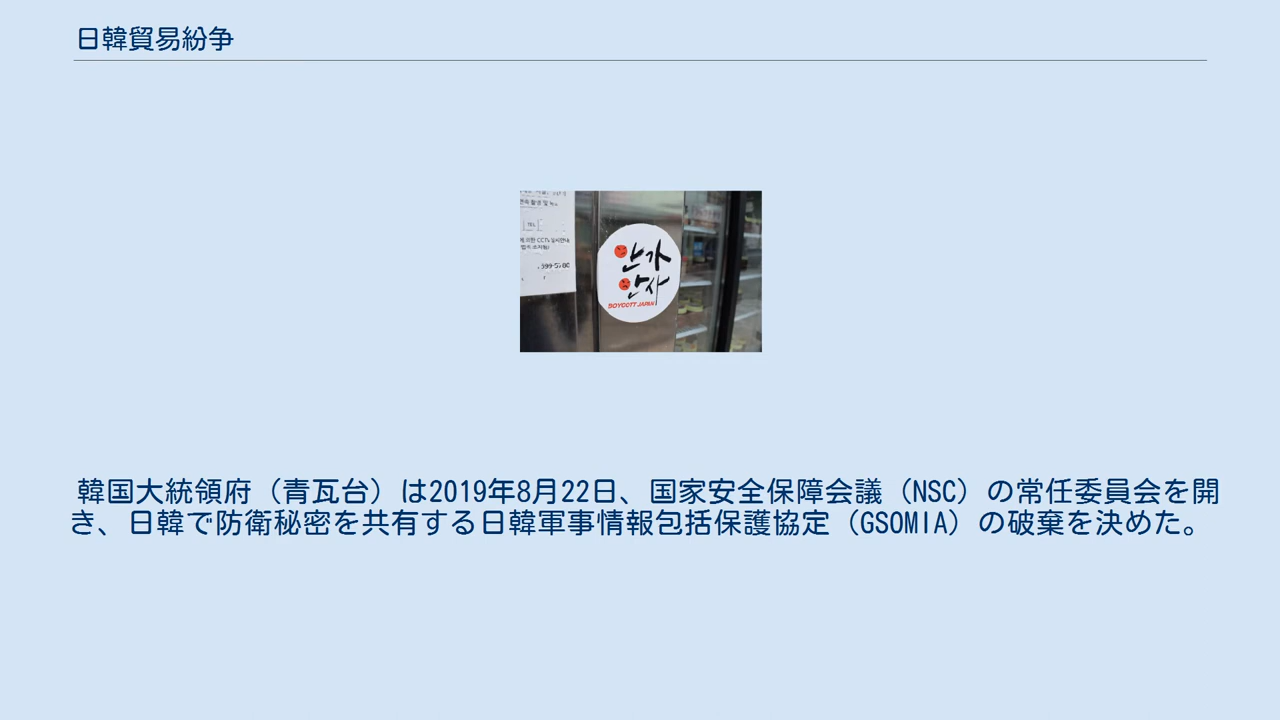 日韓貿易紛争
안가
안사
BOYCOTT JAPAN
韓国大統領府（青瓦台）は2019年8月22日、国家安全保障会議（NSC）の常任委員会を開
き、日韓で防衛秘密を共有する日韓軍事情報包括保護協定（GSOMIA）の破棄を決めた。